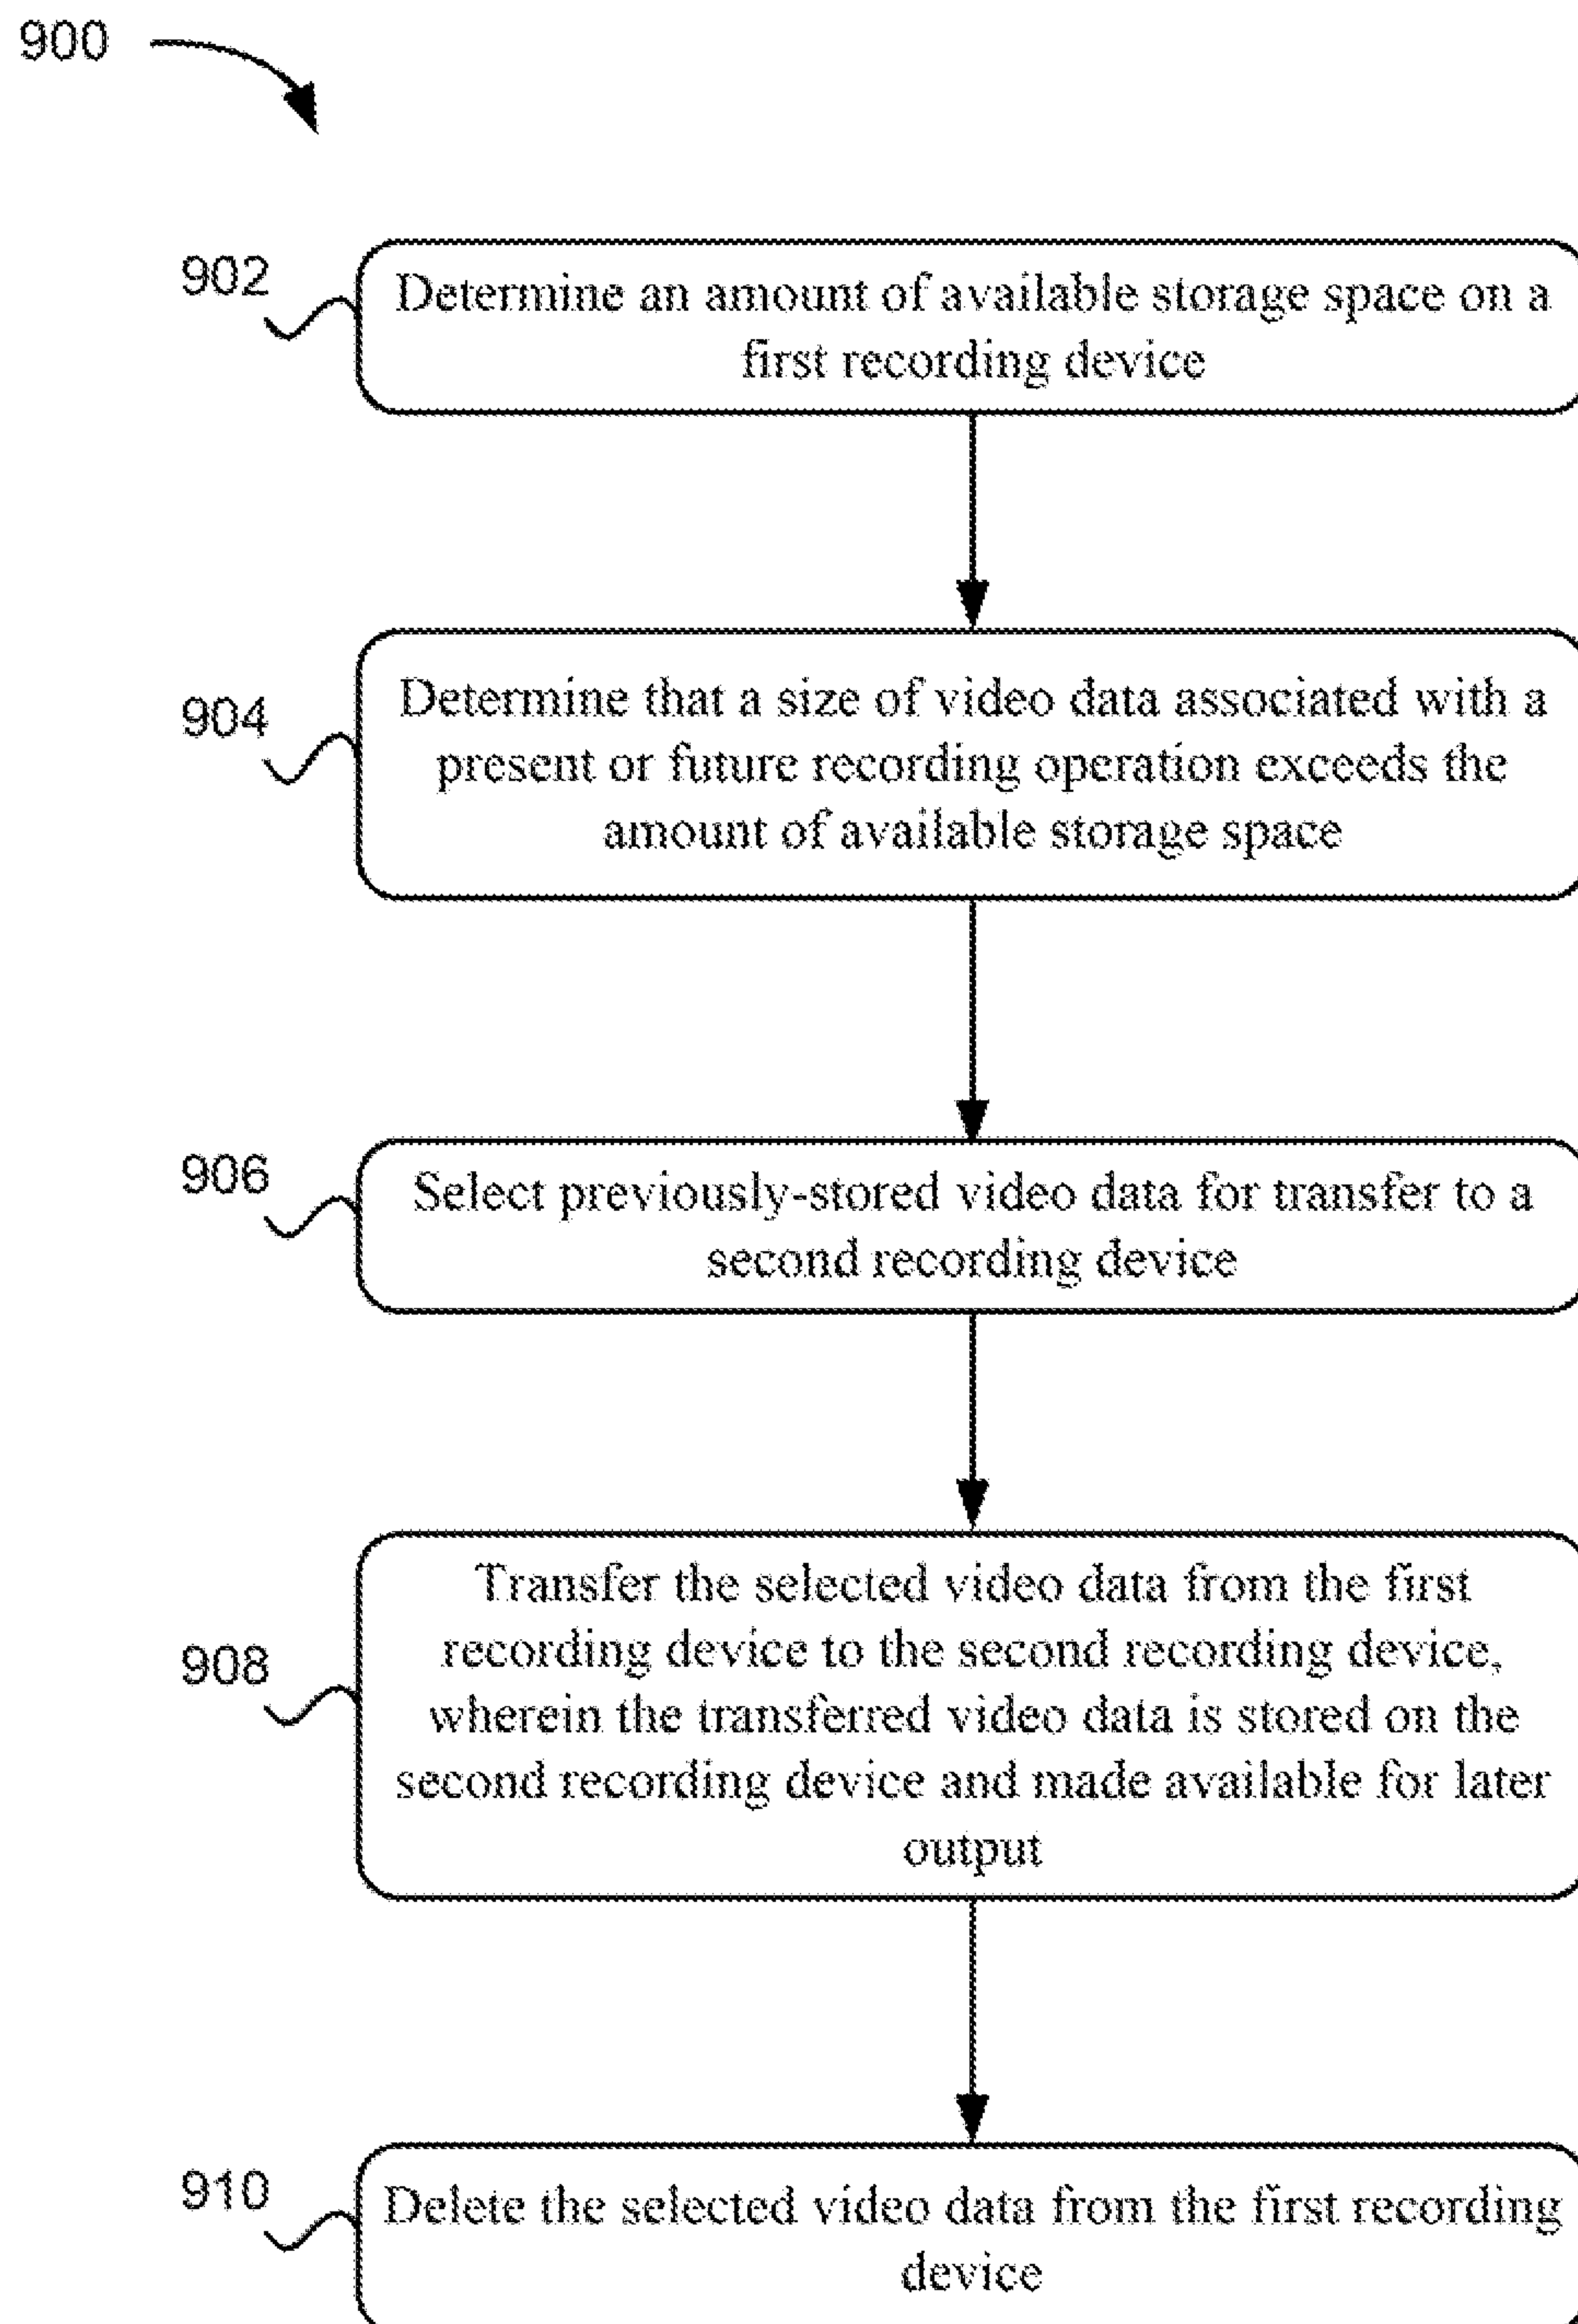 900
902
Determine an amount of available storage space on a
first recording device
904
Determine that a size of video data associated with a
present or future recording operation exceeds the
amount of available storage space
906
Select previously-stored video data for transfer to a
second recording device
908
Transfer the selected video data from the first
recording device to the second recording device,
wherein the transferred video data is stored on the
second recording device and made available for later
output
910
Delete the selected video data from the first recording
device